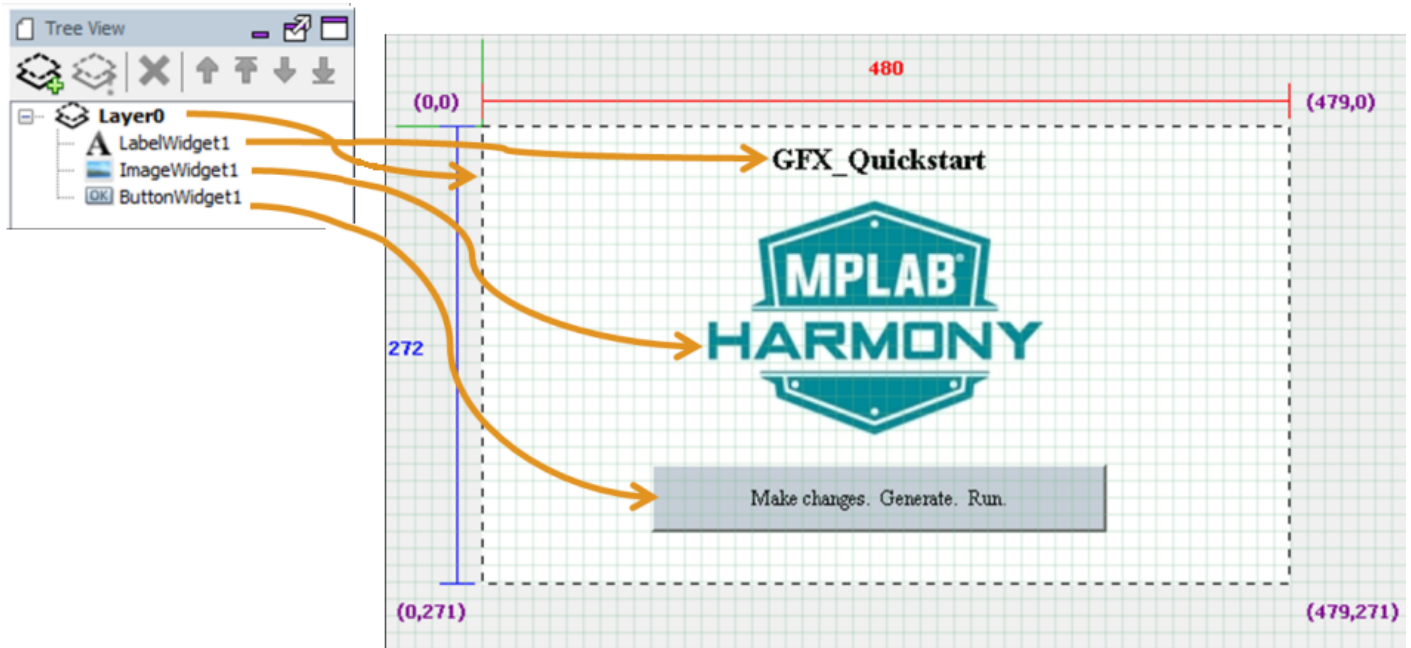 Tree View
Layer0
A LabelWidget1
ImageWidget1
OK ButtonWidget1
480
(0,0)
(479,0)
GFX_Quickstart
MPLAB®
HARMONY
272
Make changes. Generate. Run.
(0,271)
(479,271)